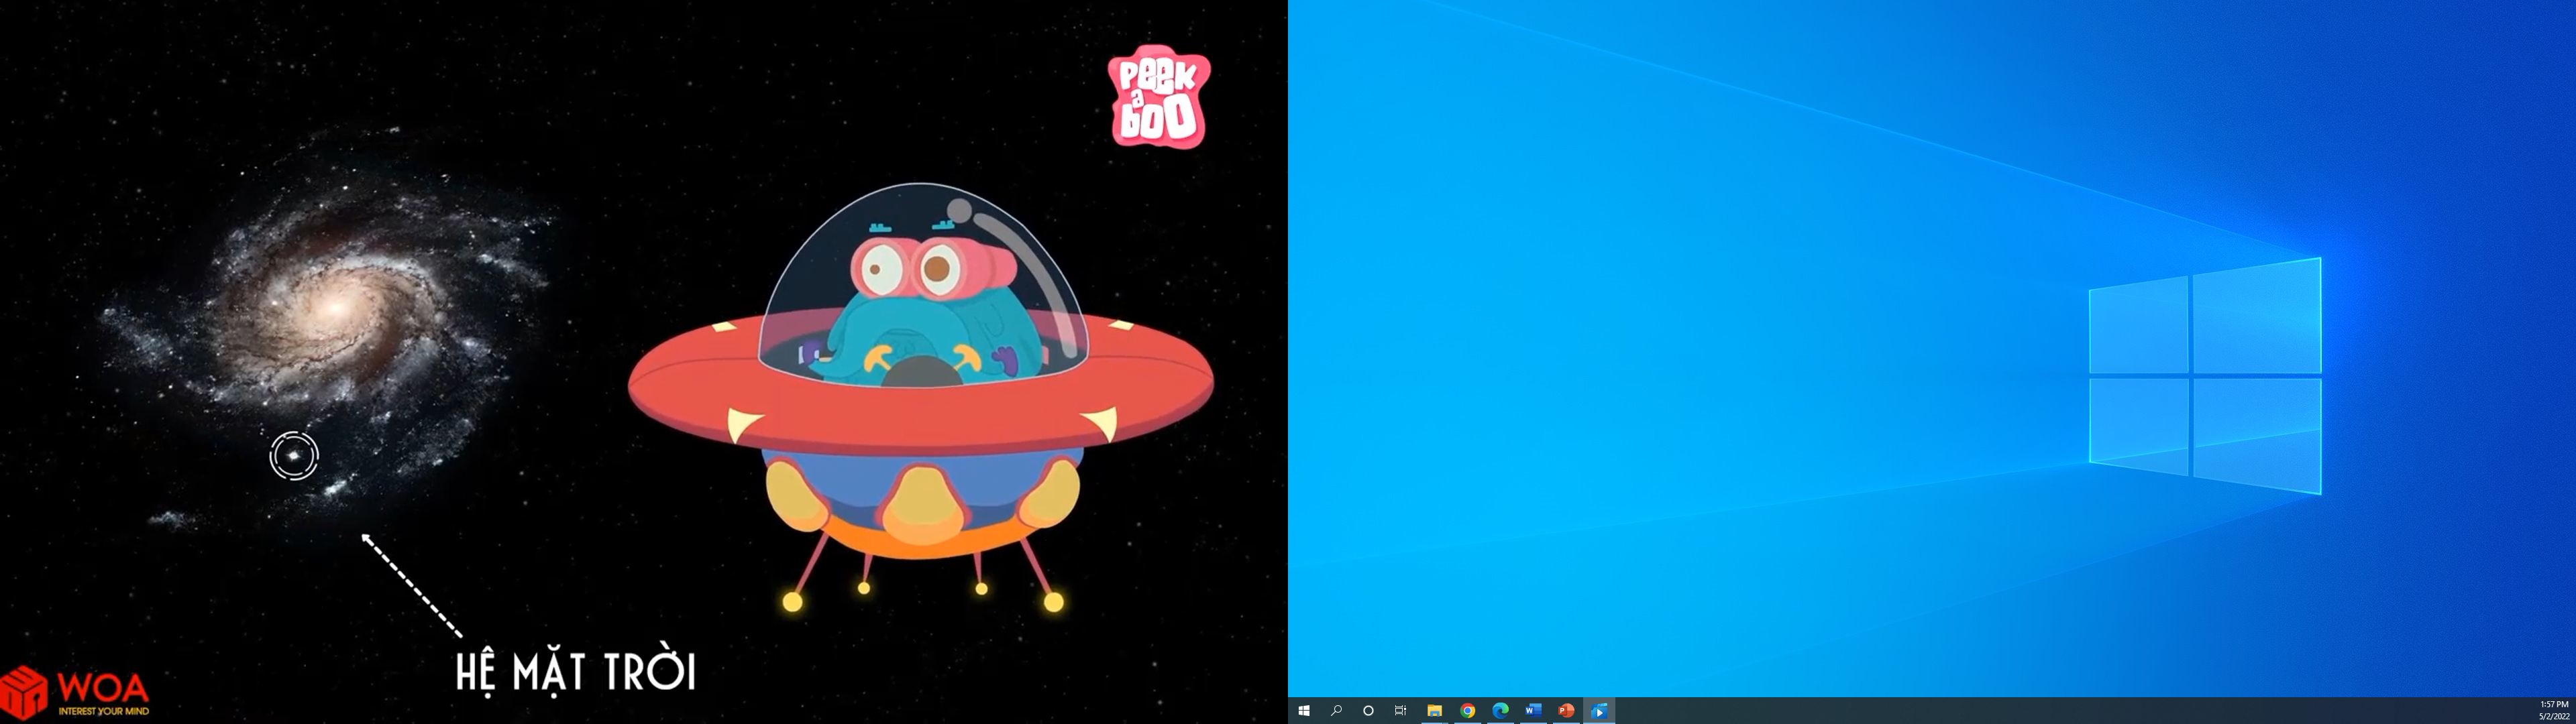 PEEK
a
BOO
HỆ MẶT TRỜI
WOA
INTEREST YOUR MIND
1:57 PM
5/2/2022